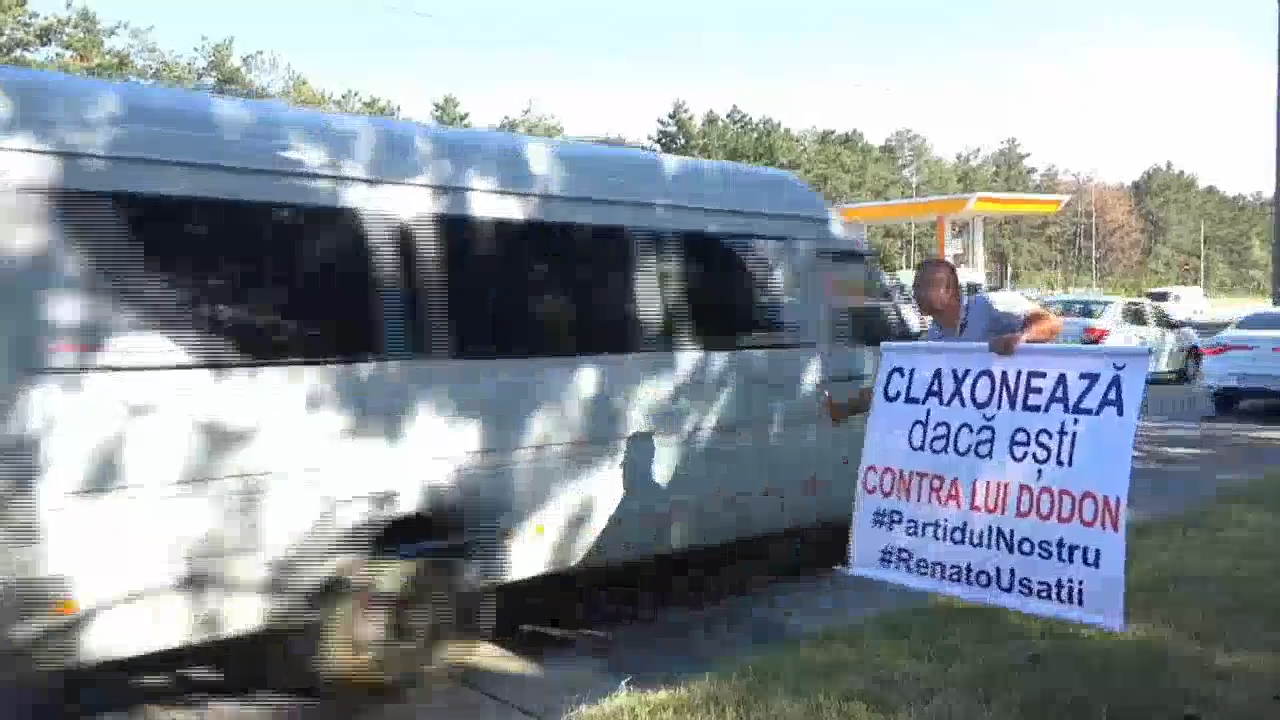 CLAXONEAZĂ
dacă ești
CONTRA LUI DODON
#PartidulNostru
#RenatoUsatii